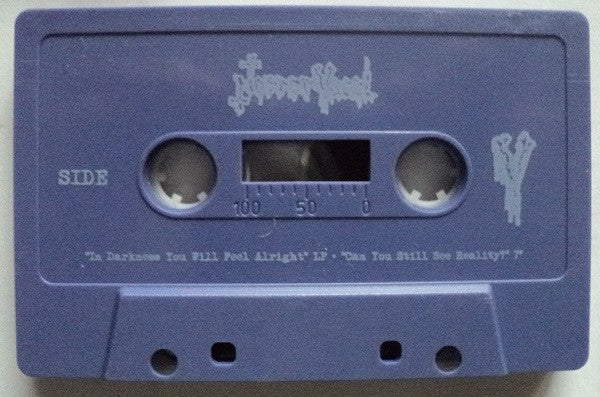 SIDE
100 50 0
"In Darkness You Will Feel Alright" LP · "Can You Still See Reality?" 7"